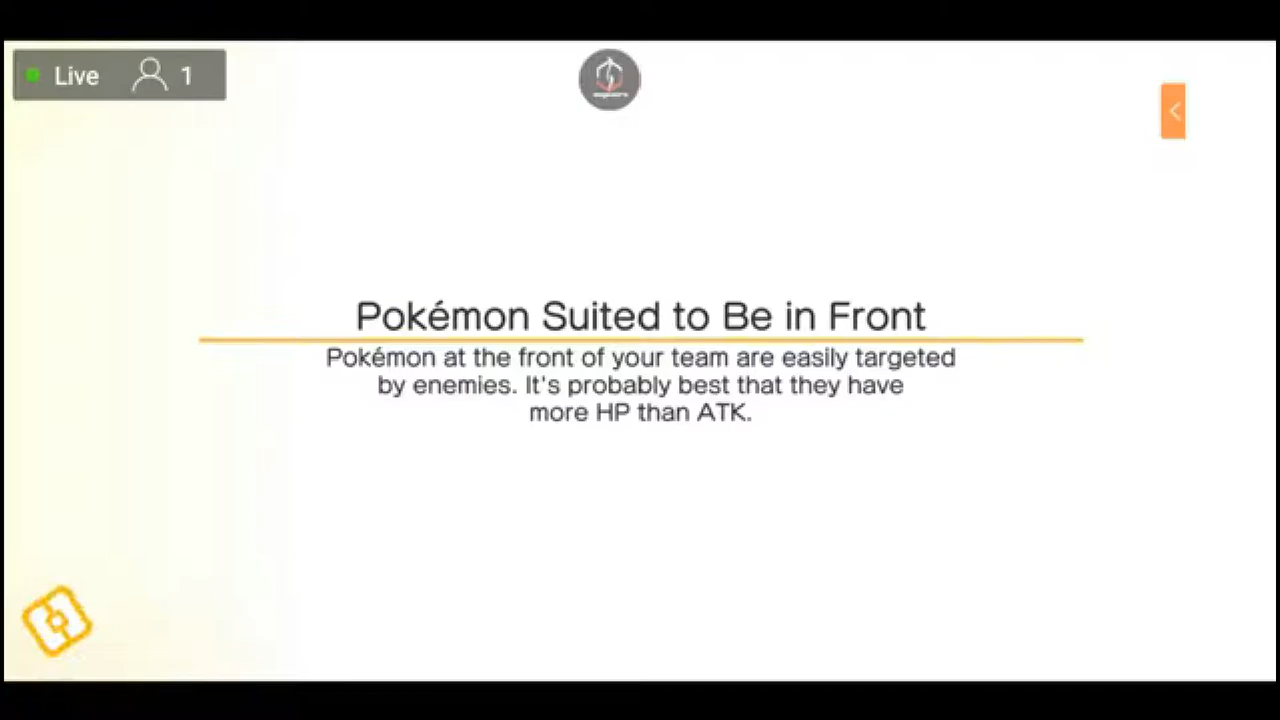 Live 1
Pokémon Suited to Be in Front
Pokémon at the front of your team are easily targeted
by enemies. It's probably best that they have
more HP than ATK.